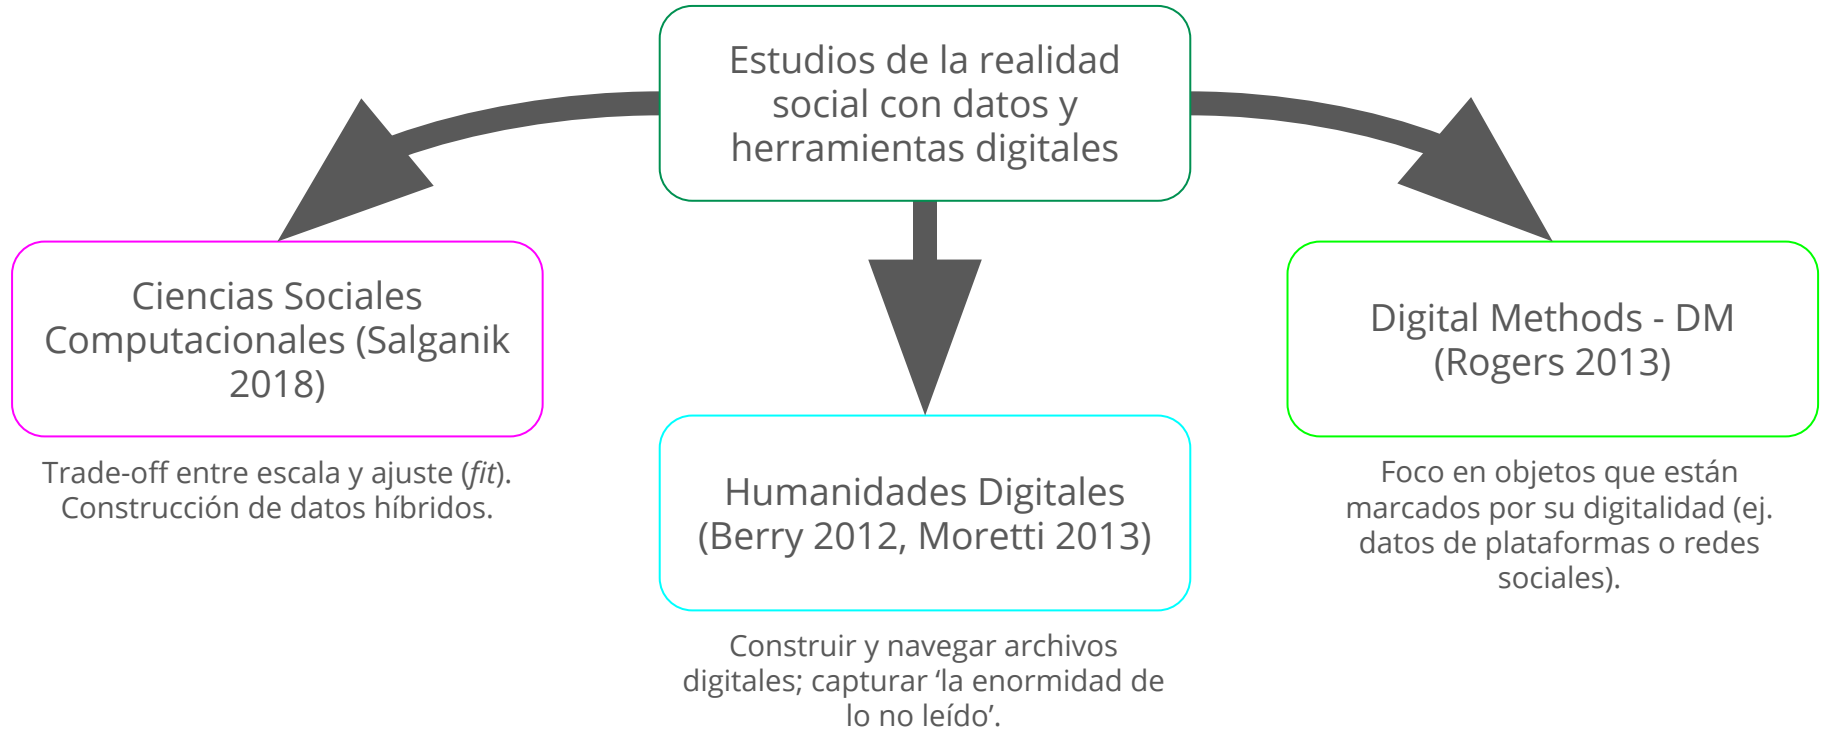 Estudios de la realidad
social con datos y
herramientas digitales
Ciencias Sociales
Computacionales (Salganik
2018)
Trade-off entre escala y ajuste (fit).
Construcción de datos híbridos.
Humanidades Digitales
(Berry 2012, Moretti 2013)
Construir y navegar archivos
digitales; capturar ‘la enormidad de
lo no leído’.
Digital Methods - DM
(Rogers 2013)
Foco en objetos que están
marcados por su digitalidad (ej.
datos de plataformas o redes
sociales).